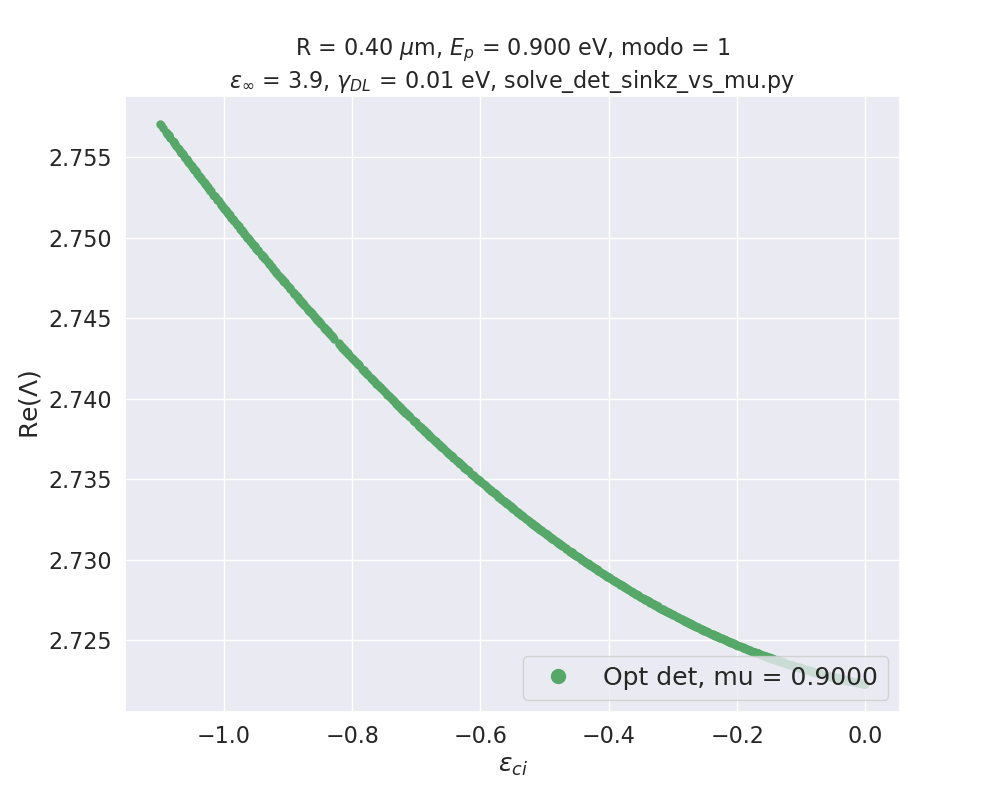 R = 0.40 μm, E_p = 0.900 eV, modo = 1
ε_∞ = 3.9, γ_DL = 0.01 eV, solve_det_sinkz_vs_mu.py
2.755
2.750
2.745
2.740
2.735
2.730
2.725
Re(Λ)
Opt det, mu = 0.9000
−1.0 −0.8 −0.6 −0.4 −0.2 0.0
ε_ci